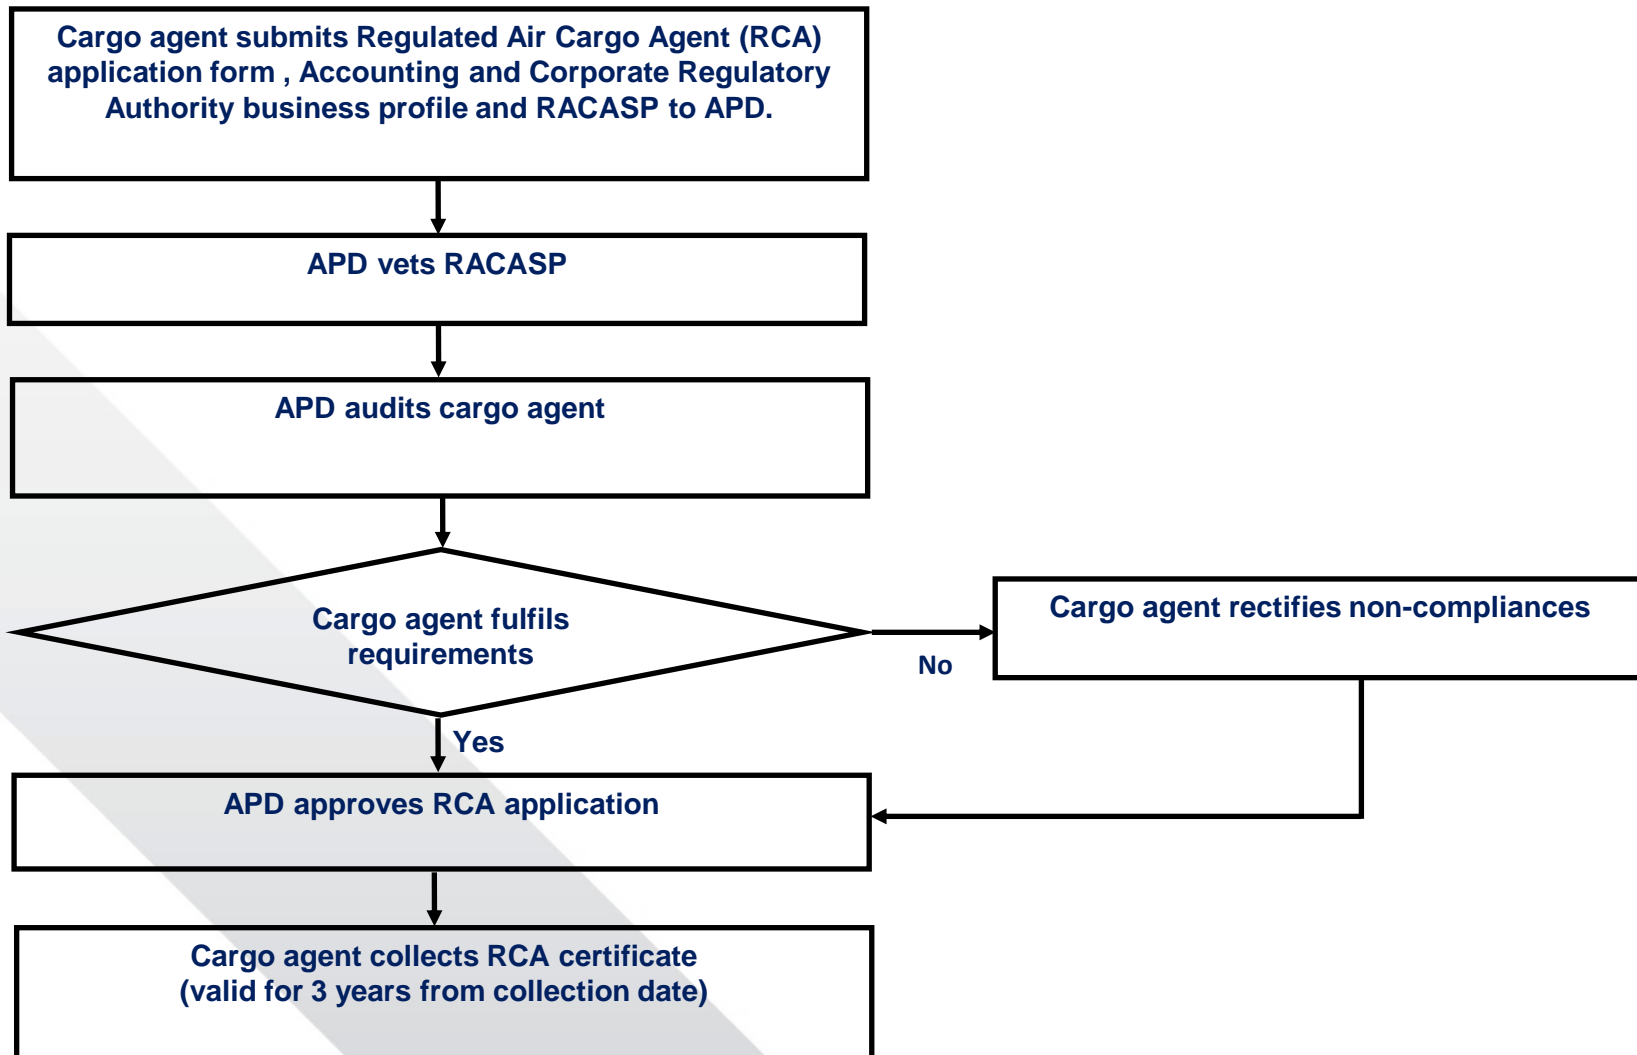 Cargo agent submits Regulated Air Cargo Agent (RCA)
application form , Accounting and Corporate Regulatory
Authority business profile and RACASP to APD.
APD vets RACASP
APD audits cargo agent
Cargo agent fulfils
requirements
No
Cargo agent rectifies non-compliances
Yes
APD approves RCA application
Cargo agent collects RCA certificate
(valid for 3 years from collection date)